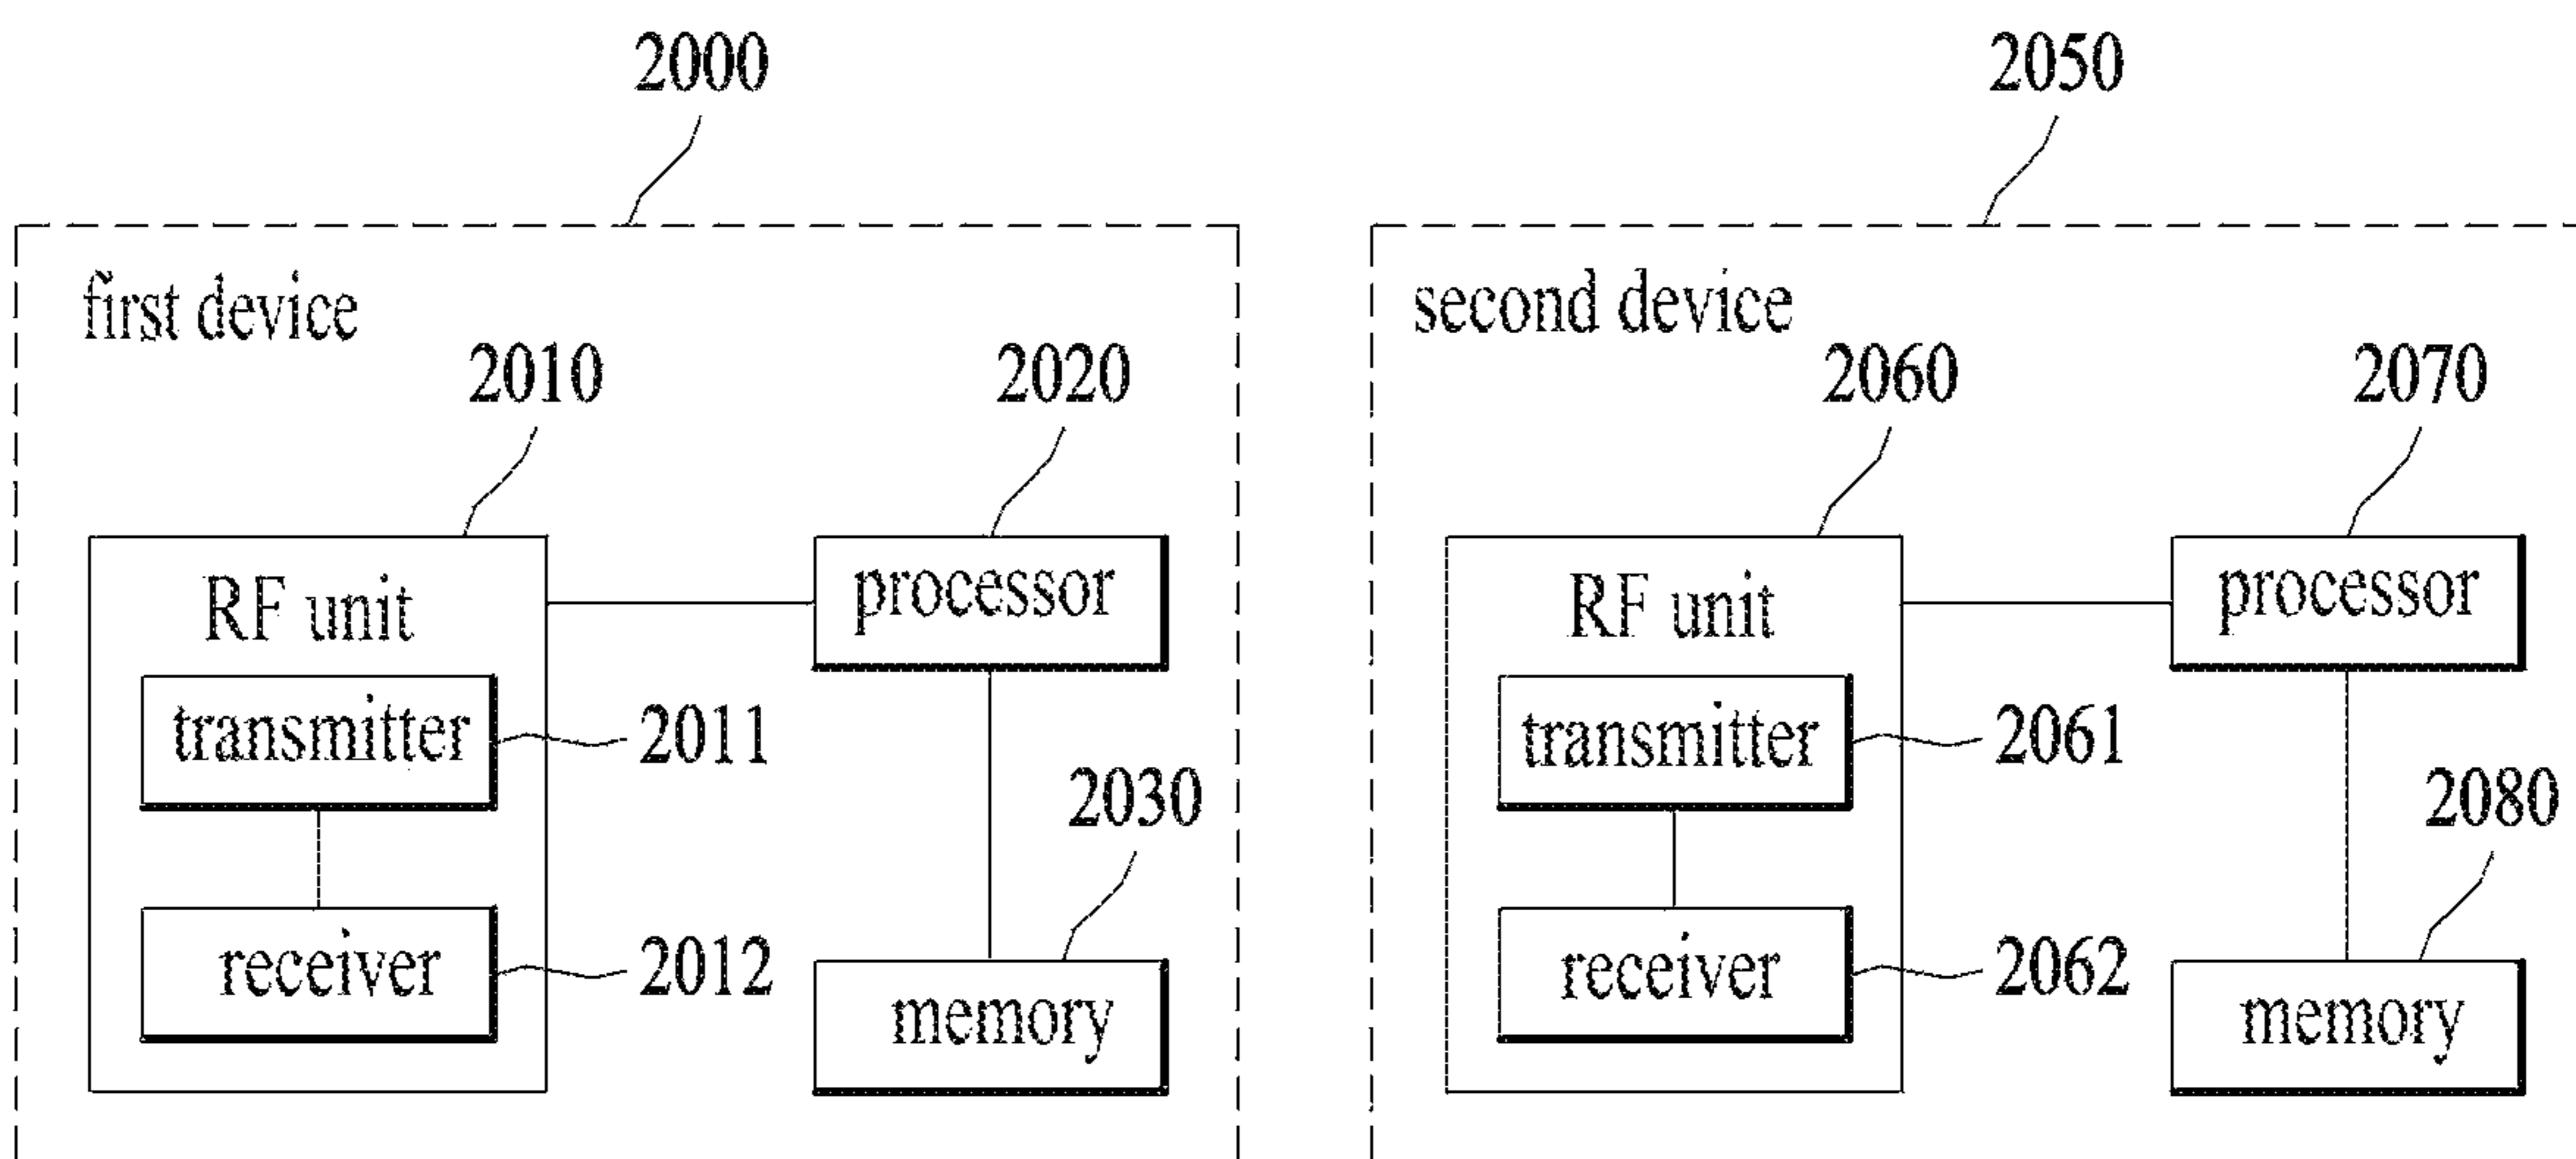 2000
first device
2010
2020
RF unit
processor
transmitter
2011
2030
receiver
2012
memory
2050
second device
2060
2070
RF unit
processor
transmitter
2061
2080
receiver
2062
memory